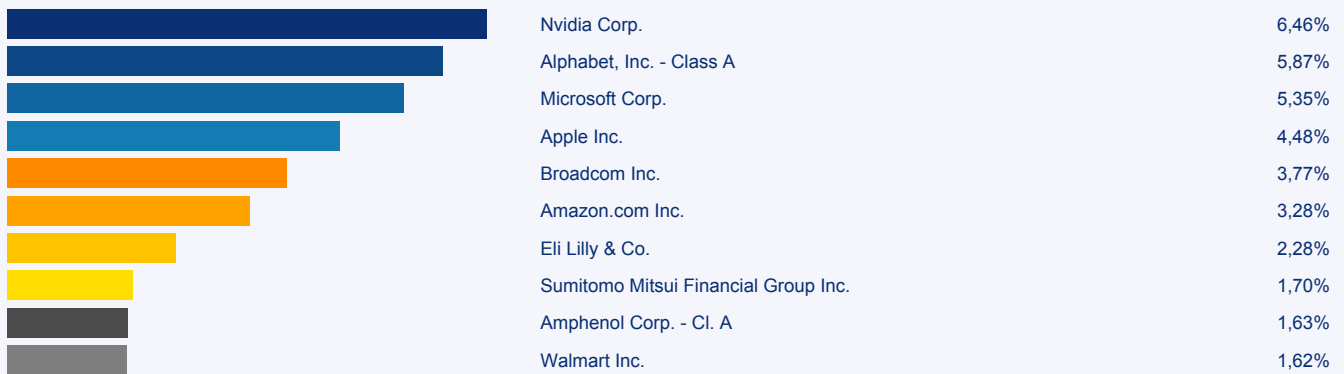 Nvidia Corp. 6,46%
Alphabet, Inc. - Class A 5,87%
Microsoft Corp. 5,35%
Apple Inc. 4,48%
Broadcom Inc. 3,77%
Amazon.com Inc. 3,28%
Eli Lilly & Co. 2,28%
Sumitomo Mitsui Financial Group Inc. 1,70%
Amphenol Corp. - Cl. A 1,63%
Walmart Inc. 1,62%